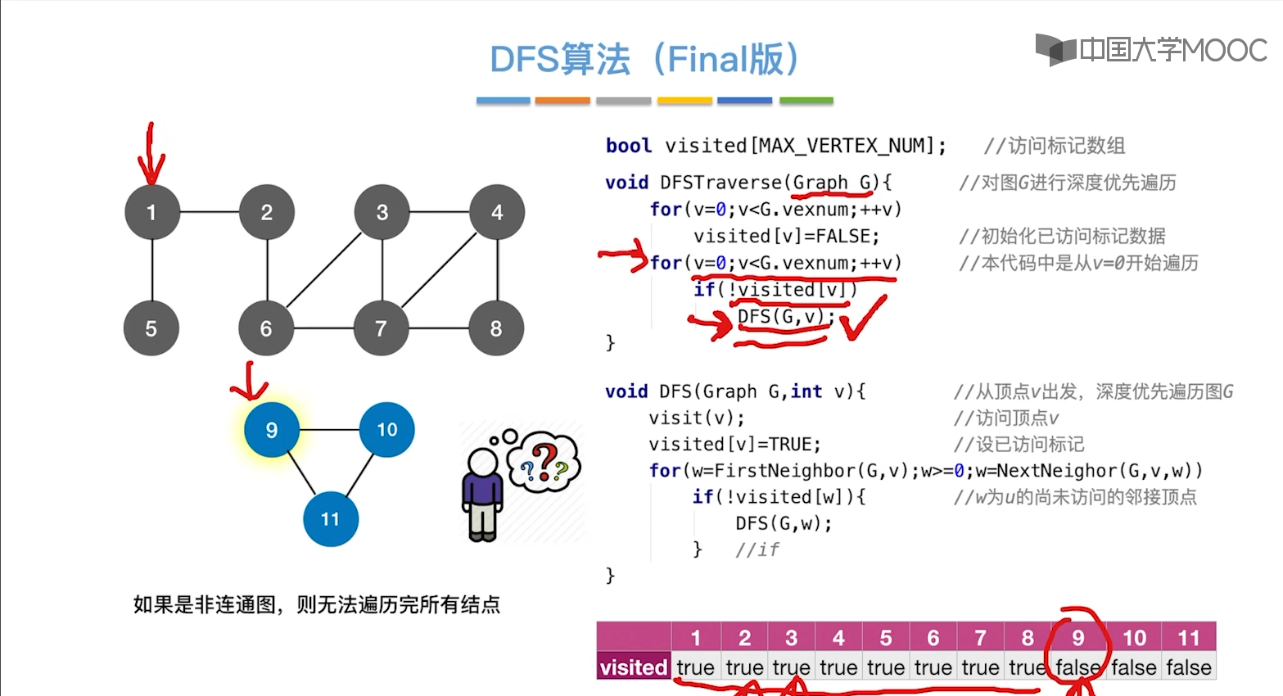 DFS算法（Final版）
中国大学MOOC
1
2
3
4
5
6
7
8
9
10
11
如果是非连通图，则无法遍历完所有结点
bool visited[MAX_VERTEX_NUM]; //访问标记数组
void DFSTraverse(Graph G){ //对图G进行深度优先遍历
for(v=0;v<G.vexnum;++v)
visited[v]=FALSE; //初始化已访问标记数据
for(v=0;v<G.vexnum;++v) //本代码中是从v=0开始遍历
if(!visited[v])
DFS(G,v);
}
void DFS(Graph G,int v){ //从顶点v出发，深度优先遍历图G
visit(v); //访问顶点v
visited[v]=TRUE; //设已访问标记
for(w=FirstNeighbor(G,v);w>=0;w=NextNeighor(G,v,w))
if(!visited[w]){ //w为u的尚未访问的邻接顶点
DFS(G,w);
} //if
}
1 2 3 4 5 6 7 8 9 10 11
visited true true true true true true true true false false false